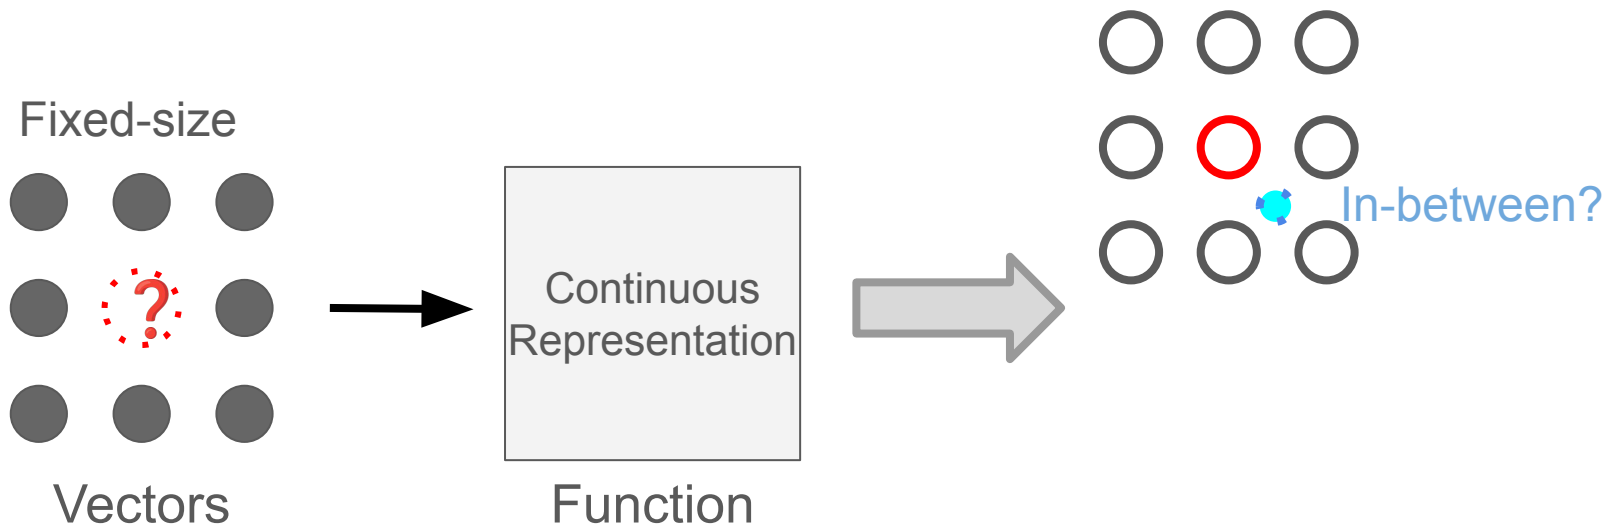 Fixed-size
?
Vectors
Continuous
Representation
Function
In-between?